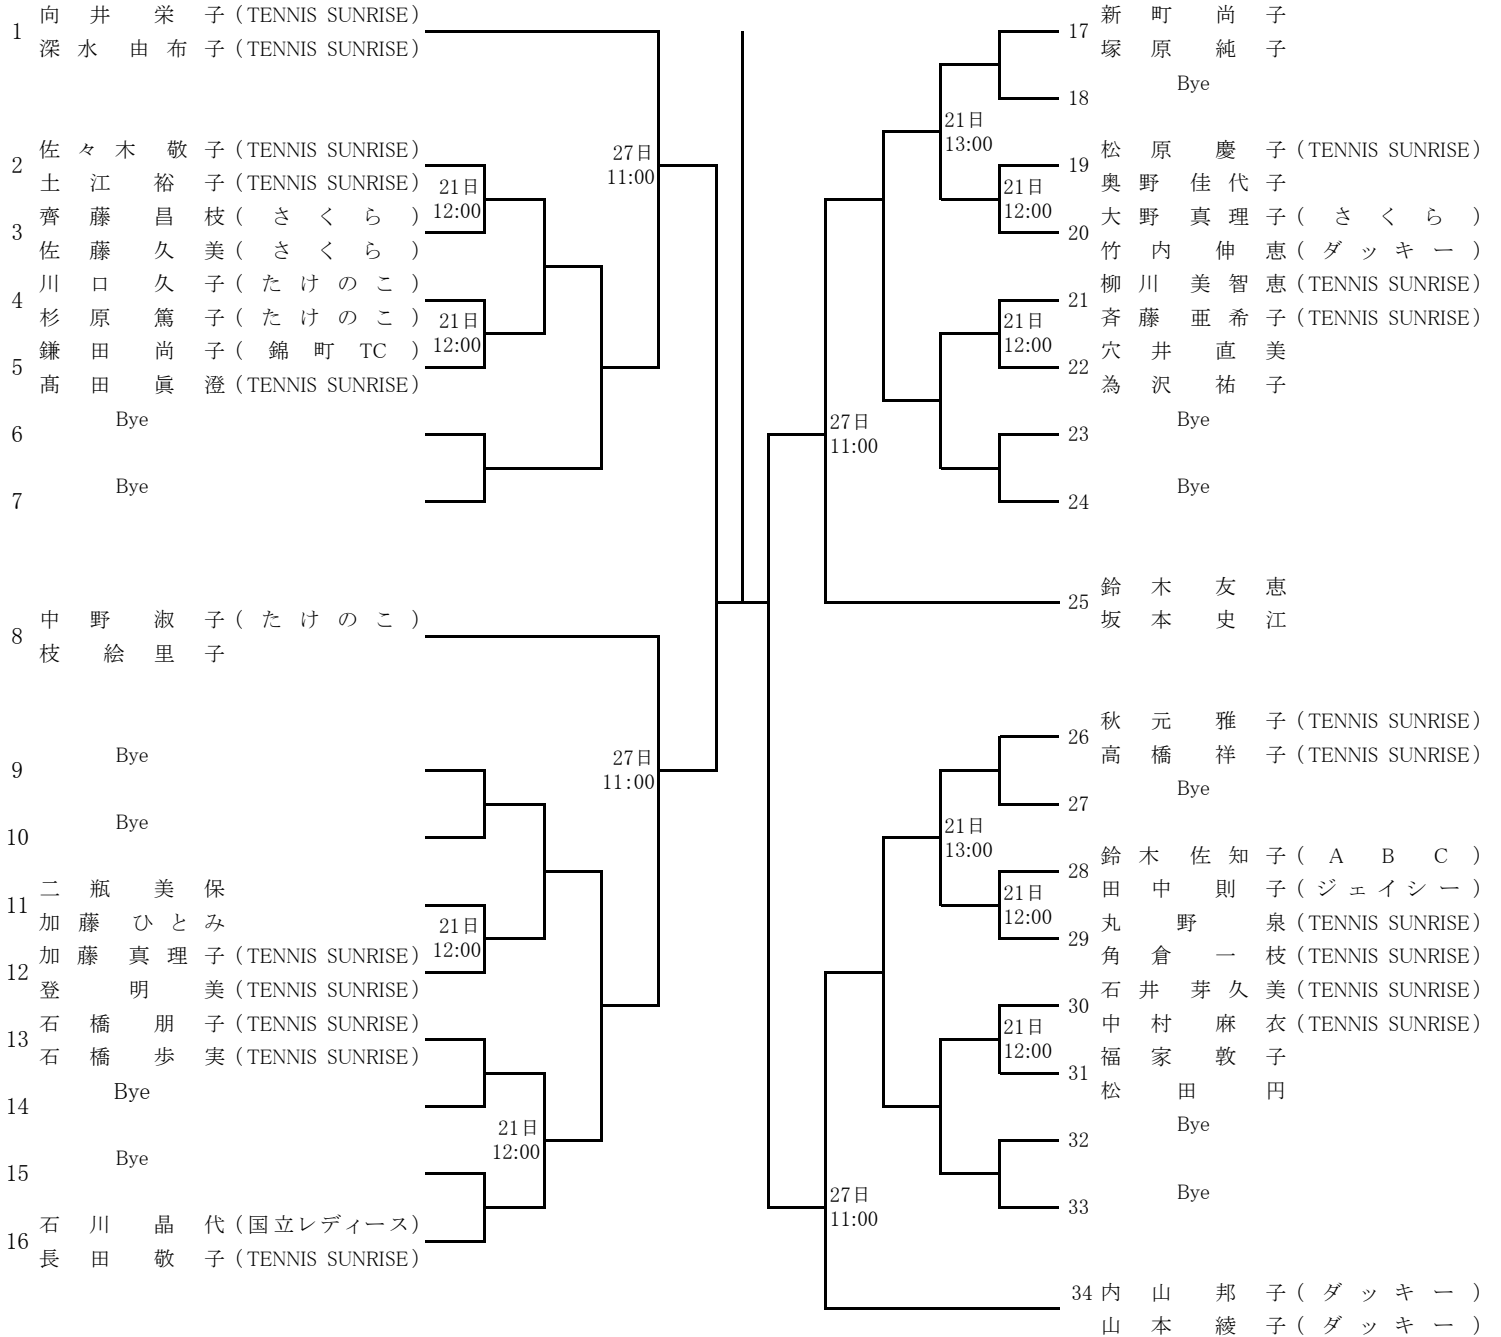 1
向井 栄子(TENNIS SUNRISE)
深水 由布子(TENNIS SUNRISE)
27日
11:00
2
佐々木 敬子(TENNIS SUNRISE)
土江 裕子(TENNIS SUNRISE)
21日
12:00
3
齊藤 昌枝(さくら)
佐藤 久美(さくら)
4
川口 久子(たけのこ)
杉原 篤子(たけのこ)
21日
12:00
5
鎌田 尚子(錦町TC)
髙田 眞澄(TENNIS SUNRISE)
6
Bye
7
Bye
8
中野 淑子(たけのこ)
枝 絵里子
27日
11:00
9
Bye
10
Bye
11
二瓶 美保
加藤 ひとみ
21日
12:00
12
加藤 真理子(TENNIS SUNRISE)
登 明美(TENNIS SUNRISE)
13
石橋 朋子(TENNIS SUNRISE)
石橋 歩実(TENNIS SUNRISE)
14
Bye
21日
12:00
15
Bye
16
石川 晶代(国立レディース)
長田 敬子(TENNIS SUNRISE)
17
新町 尚子
塚原 純子
18
Bye
21日
13:00
19
松原 慶子(TENNIS SUNRISE)
奥野 佳代子
21日
12:00
20
大野 真理子(さくら)
竹内 伸恵(ダッキー)
21
柳川 美智恵(TENNIS SUNRISE)
斉藤 亜希子(TENNIS SUNRISE)
21日
12:00
22
穴井 直美
為沢 祐子
23
Bye
27日
11:00
24
Bye
25
鈴木 友恵
坂本 史江
26
秋元 雅子(TENNIS SUNRISE)
高橋 祥子(TENNIS SUNRISE)
27
Bye
21日
13:00
28
鈴木 佐知子(ABC)
田中 則子(ジェイシー)
21日
12:00
29
丸野 泉(TENNIS SUNRISE)
角倉 一枝(TENNIS SUNRISE)
30
石井 芽久美(TENNIS SUNRISE)
中村 麻衣(TENNIS SUNRISE)
21日
12:00
31
福家 敦子
松田 円
32
Bye
33
Bye
27日
11:00
34
内山 邦子(ダッキー)
山本 綾子(ダッキー)